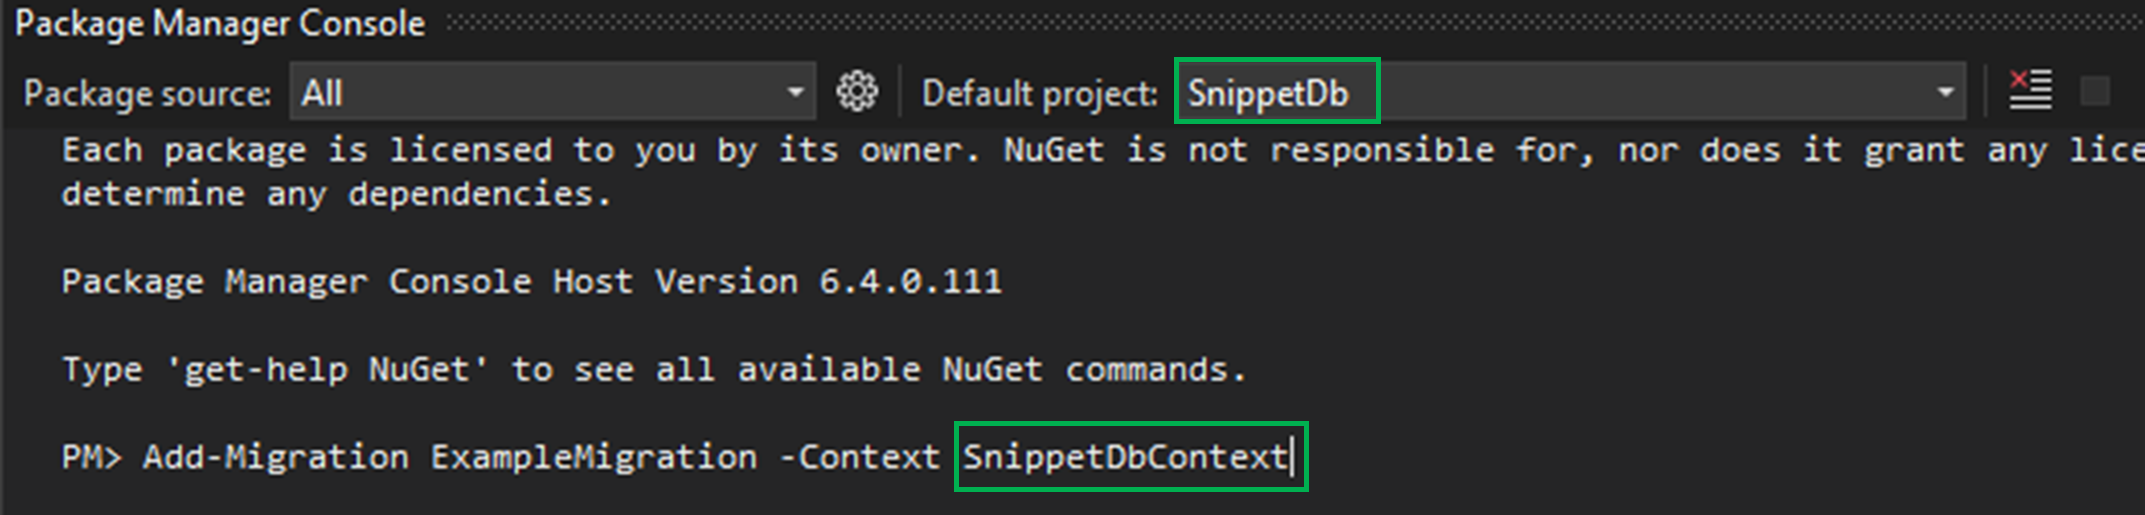 Package Manager Console
Package source: All Default project: SnippetDb
Each package is licensed to you by its owner. NuGet is not responsible for, nor does it grant any lice
determine any dependencies.
Package Manager Console Host Version 6.4.0.111
Type 'get-help NuGet' to see all available NuGet commands.
PM> Add-Migration ExampleMigration -Context SnippetDbContext